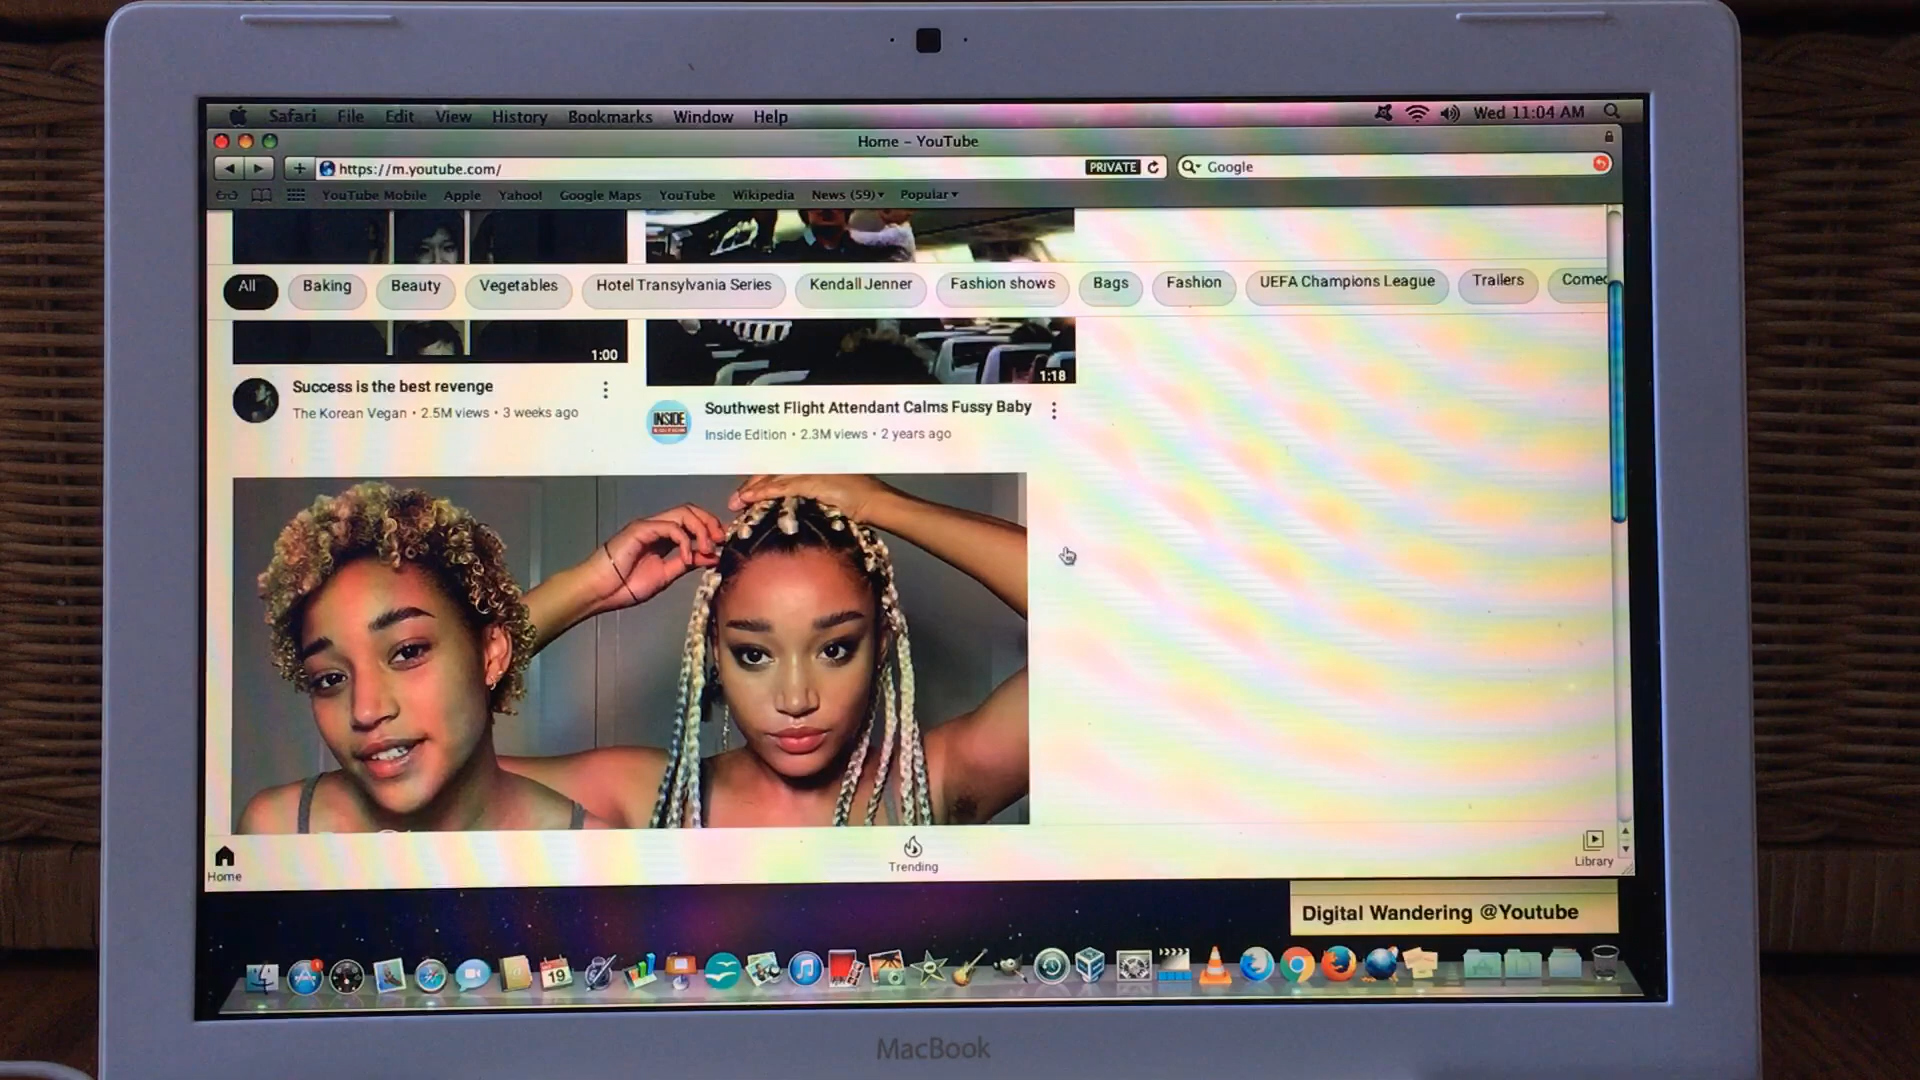 Safari File Edit View History Bookmarks Window Help Wed 11:04 AM
Home – YouTube
https://m.youtube.com/ PRIVATE Google
YouTube Mobile Apple Yahoo! Google Maps YouTube Wikipedia News (59) Popular
All Baking Beauty Vegetables Hotel Transylvania Series Kendall Jenner Fashion shows Bags Fashion UEFA Champions League Trailers Comed
1:00
1:18
Success is the best revenge
The Korean Vegan • 2.5M views • 3 weeks ago
INSIDE
Southwest Flight Attendant Calms Fussy Baby
Inside Edition • 2.3M views • 2 years ago
Home
Trending
Library
Digital Wandering @Youtube
19
MacBook